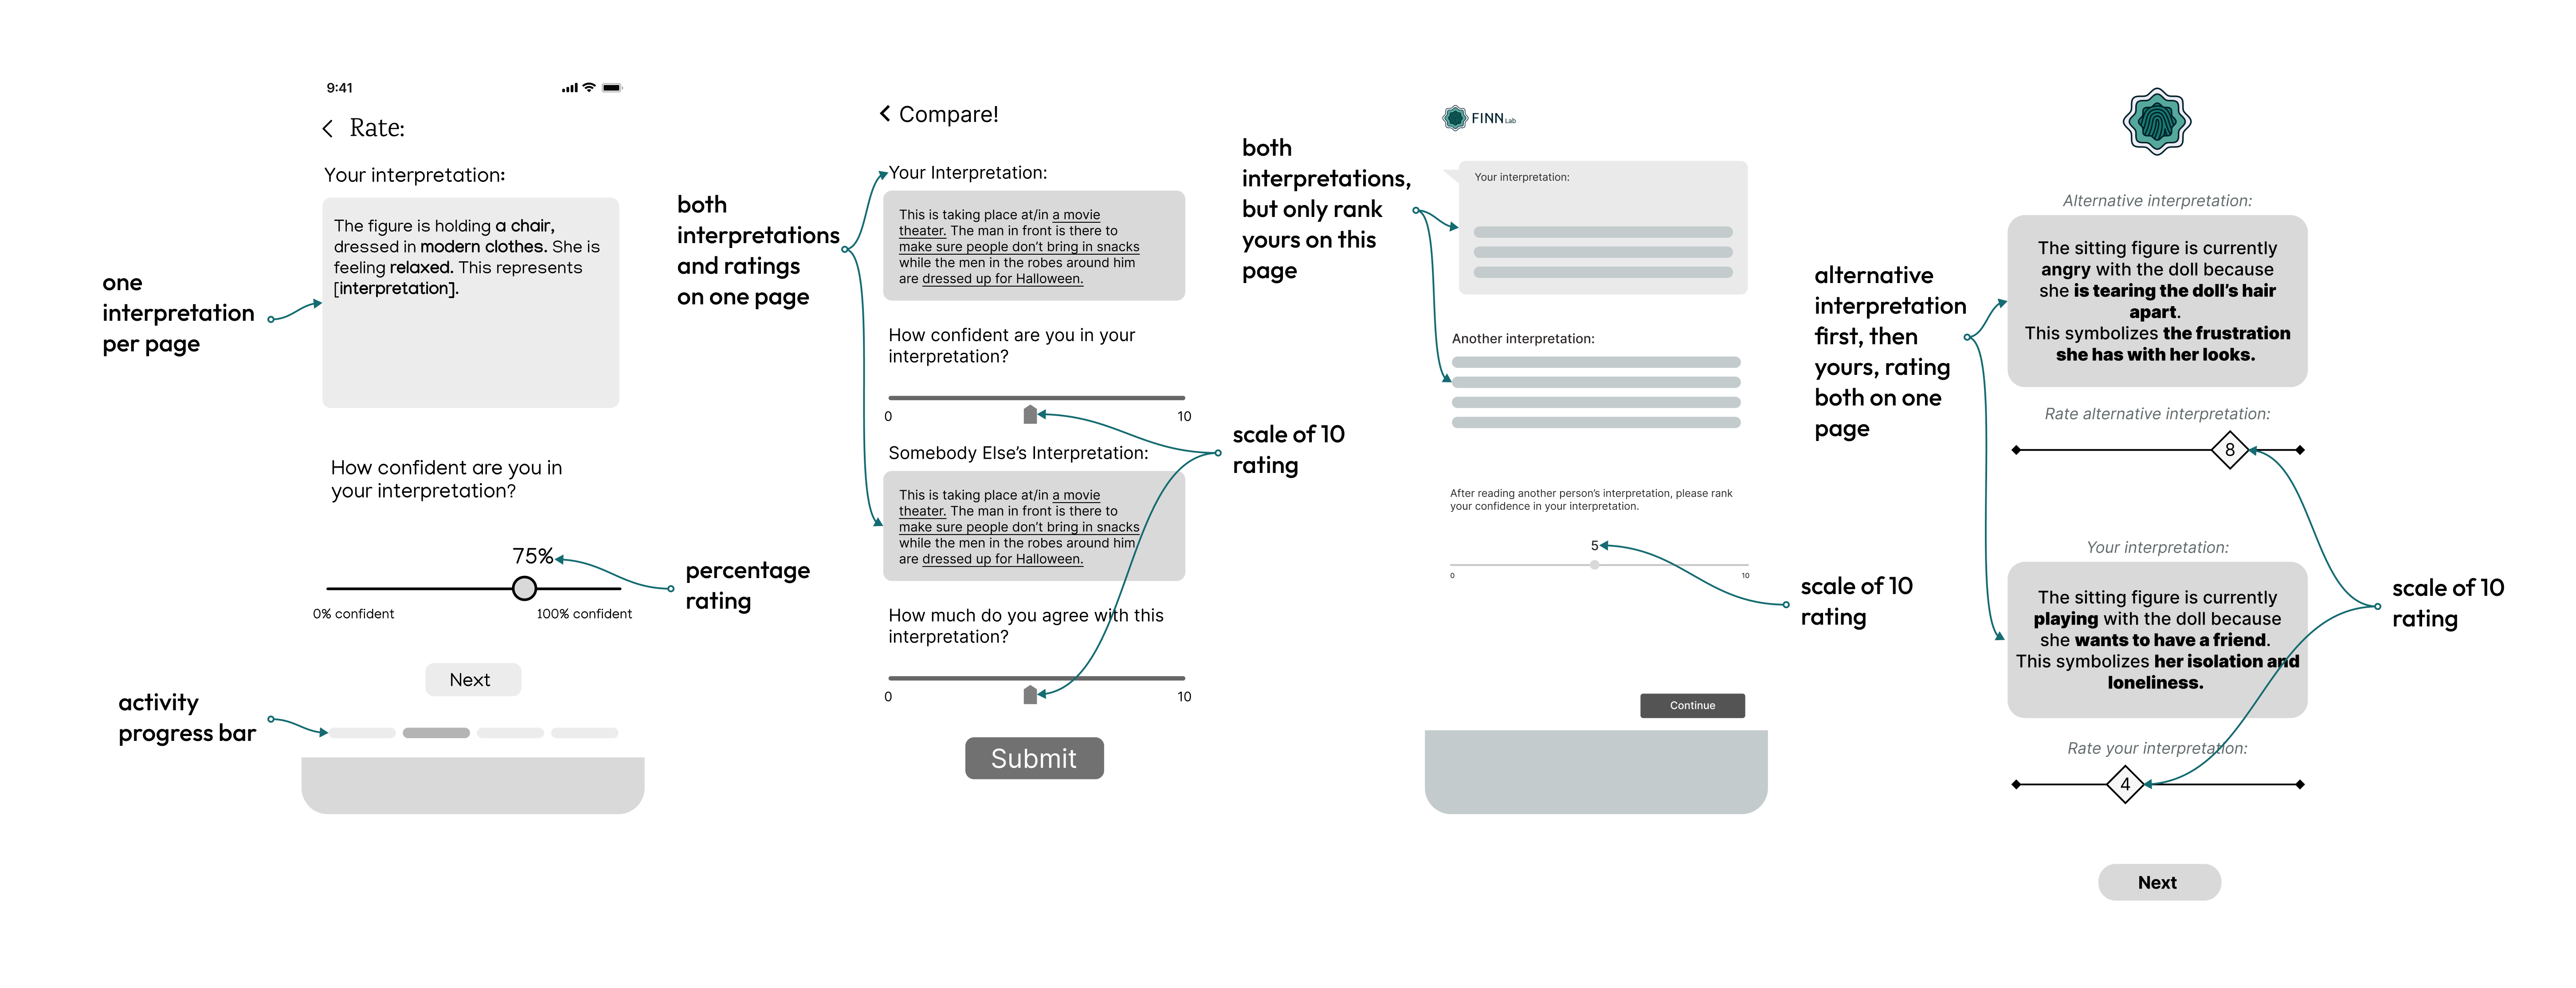 one
interpretation
per page
activity
progress bar
9:41
Rate:
Your interpretation:
The figure is holding a chair,
dressed in modern clothes. She is
feeling relaxed. This represents
[interpretation].
How confident are you in
your interpretation?
75%
0% confident
100% confident
Next
percentage
rating
both
interpretations
and ratings
on one page
Compare!
Your Interpretation:
This is taking place at/in a movie
theater. The man in front is there to
make sure people don't bring in snacks
while the men in the robes around him
are dressed up for Halloween.
How confident are you in your
interpretation?
0
10
Somebody Else's Interpretation:
This is taking place at/in a movie
theater. The man in front is there to
make sure people don't bring in snacks
while the men in the robes around him
are dressed up for Halloween.
How much do you agree with this
interpretation?
0
10
Submit
scale of 10
rating
both
interpretations,
but only rank
yours on this
page
FINN Lab
Your interpretation:
Another interpretation:
After reading another person's interpretation, please rank
your confidence in your interpretation.
5
0
10
Continue
scale of 10
rating
alternative
interpretation
first, then
yours, rating
both on one
page
Alternative interpretation:
The sitting figure is currently
angry with the doll because
she is tearing the doll's hair
apart.
This symbolizes the frustration
she has with her looks.
Rate alternative interpretation:
8
Your interpretation:
The sitting figure is currently
playing with the doll because
she wants to have a friend.
This symbolizes her isolation and
loneliness.
Rate your interpretation:
4
Next
scale of 10
rating